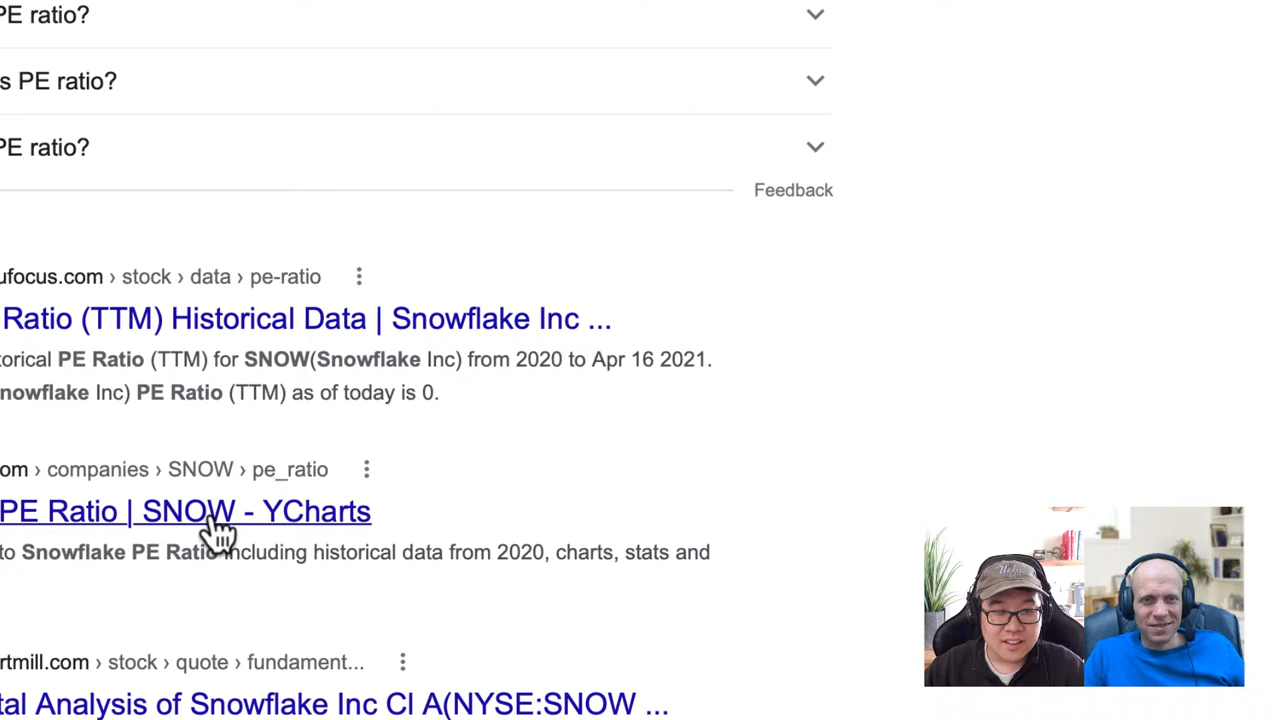 PE ratio?
s PE ratio?
PE ratio?
Feedback
ufocus.com › stock › data › pe-ratio
Ratio (TTM) Historical Data | Snowflake Inc ...
torical PE Ratio (TTM) for SNOW(Snowflake Inc) from 2020 to Apr 16 2021.
nowflake Inc) PE Ratio (TTM) as of today is 0.
om › companies › SNOW › pe_ratio
PE Ratio | SNOW - YCharts
to Snowflake PE Ratio including historical data from 2020, charts, stats and
rtmill.com › stock › quote › fundament...
tal Analysis of Snowflake Inc Cl A(NYSE:SNOW ...